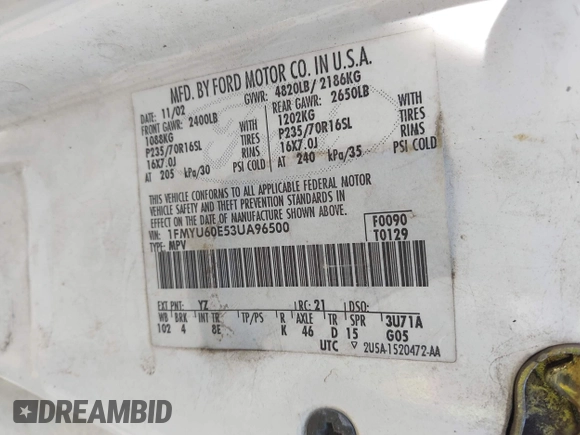 MFD. BY FORD MOTOR CO. IN U.S.A.
DATE: 11/02 GVWR: 4820LB/ 2186KG
FRONT GAWR: 2400LB REAR GAWR: 2650LB
1088KG WITH 1202KG WITH
P235/70R16SL TIRES P235/70R16SL TIRES
16X7.0J RIMS 16X7.0J RIMS
AT 205 kPa/30 PSI COLD AT 240 kPa/35 PSI COLD
THIS VEHICLE CONFORMS TO ALL APPLICABLE FEDERAL MOTOR
VEHICLE SAFETY AND THEFT PREVENTION STANDARDS IN
EFFECT ON THE DATE OF MANUFACTURE SHOWN ABOVE.
VIN: 1FMYU60E53UA96500 F0090
TYPE: MPV T0129
EXT PNT: YZ RC: 21 DSO:
WB BRK INT TR TP/PS R AXLE TR SPR 3U71A
102 4 8E K 46 D 15 G05
UTC ▽ 2U5A-1520472-AA
DREAMBID